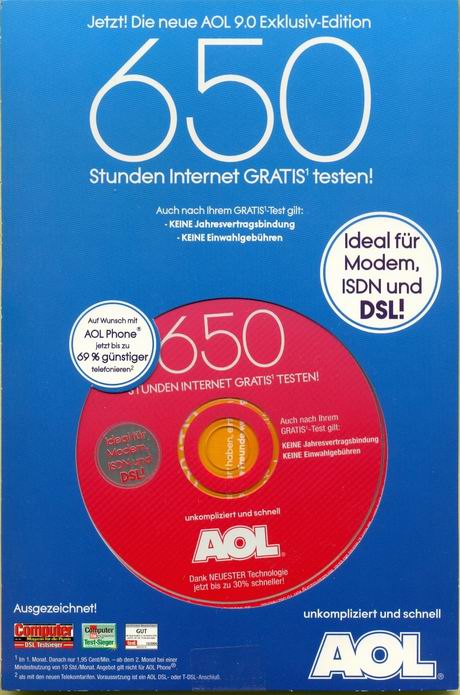 Jetzt! Die neue AOL 9.0 Exklusiv-Edition
650
Stunden Internet GRATIS¹ testen!
Auch nach Ihrem GRATIS¹-Test gilt:
- KEINE Jahresvertragsbindung
- KEINE Einwahlgebühren
Ideal für
Modem,
ISDN und
DSL!
Auf Wunsch mit
AOL Phone®
jetzt bis zu
69 % günstiger
telefonieren²
650
STUNDEN INTERNET GRATIS¹ TESTEN!
Ideal für
Modem,
ISDN und
DSL!
Auch nach Ihrem
GRATIS¹-Test gilt:
KEINE Jahresvertragsbindung
KEINE Einwahlgebühren
unkompliziert und schnell
AOL®
Dank NEUESTER Technologie
jetzt bis zu 30% schneller!
Ausgezeichnet!
Computer
DSL Testsieger
Computer
Test-Sieger
GUT
unkompliziert und schnell
AOL®
¹ Im 1. Monat. Danach nur 1,95 Cent/Min. – ab dem 2. Monat bei einer
Mindestnutzung von 10 Std./Monat. Angebot gilt nicht für AOL Phone®.
² als mit den neuen Telekomtarifen. Voraussetzung ist ein AOL DSL- oder T-DSL-Anschluß.